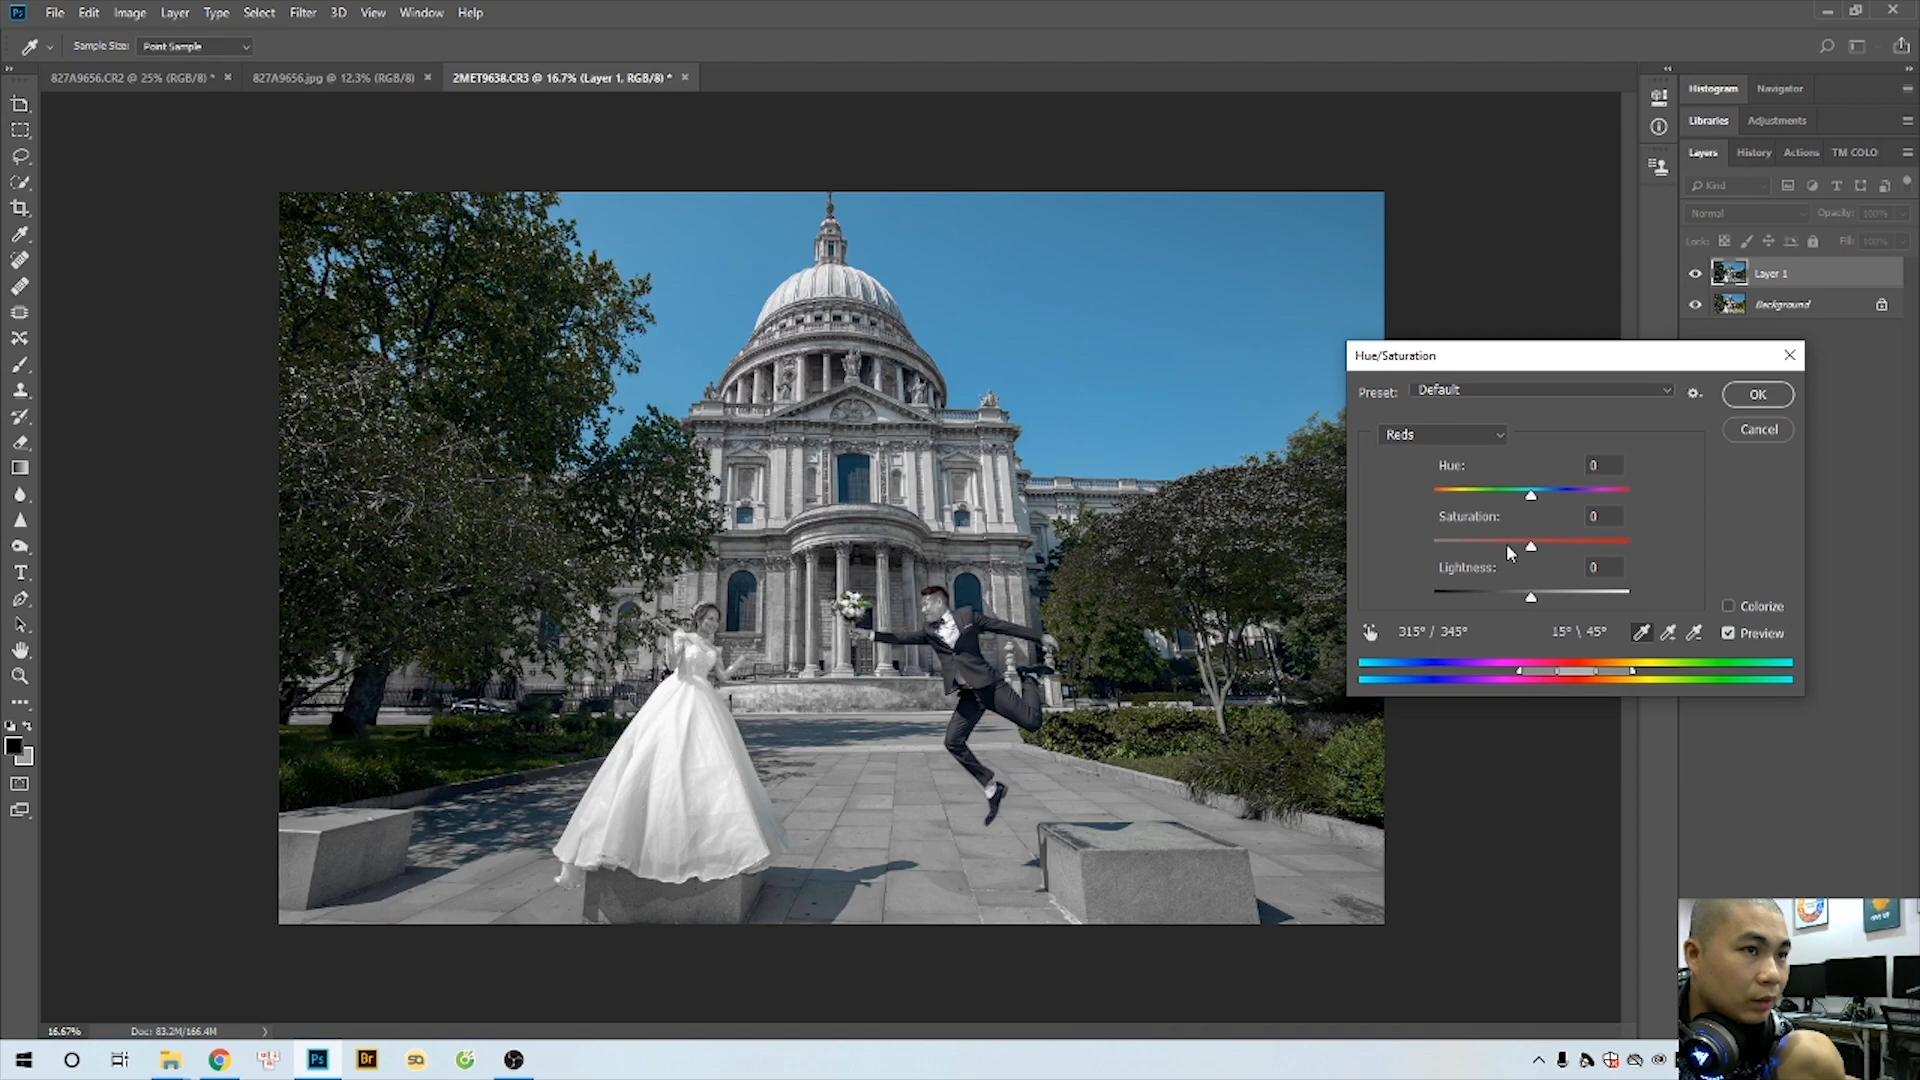 Ps File Edit Image Layer Type Select Filter 3D View Window Help
Sample Size: Point Sample
827A9656.CR2 @ 25% (RGB/8) * × 827A9656.jpg @ 12.3% (RGB/8) × 2MET9638.CR3 @ 16.7% (Layer 1, RGB/8) * ×
Histogram Navigator
Libraries Adjustments
Layers History Actions TM COLO
Kind
Normal Opacity: 100%
Lock: Fill: 100%
Layer 1
Background
Hue/Saturation
Preset: Default OK
Cancel
Reds
Hue: 0
Saturation: 0
Lightness: 0
Colorize
315° / 345° 15° \ 45° Preview
16.67% Doc: 83.2M/166.4M
Ps Br